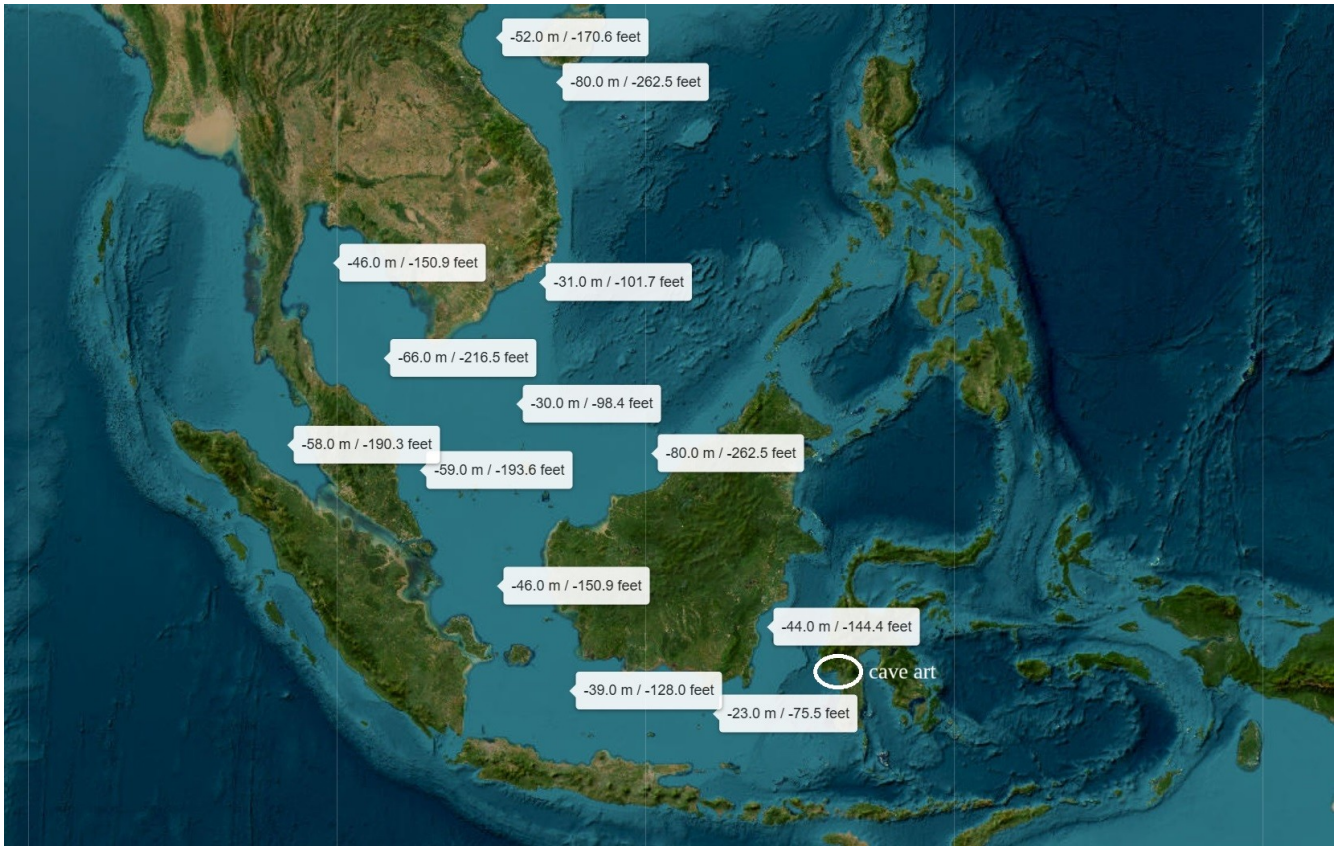 -52.0 m / -170.6 feet
-80.0 m / -262.5 feet
-46.0 m / -150.9 feet
-31.0 m / -101.7 feet
-66.0 m / -216.5 feet
-30.0 m / -98.4 feet
-58.0 m / -190.3 feet
-80.0 m / -262.5 feet
-59.0 m / -193.6 feet
-46.0 m / -150.9 feet
-44.0 m / -144.4 feet
cave art
-39.0 m / -128.0 feet
-23.0 m / -75.5 feet